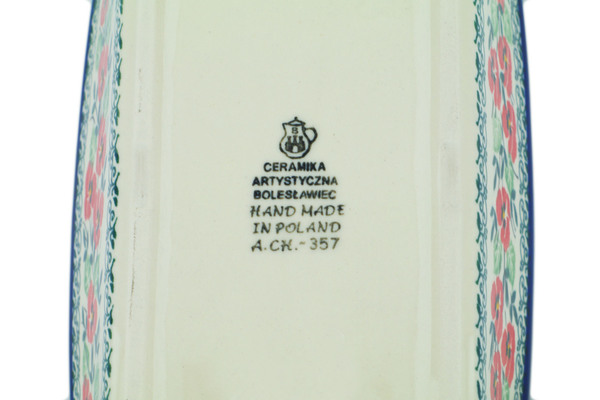 B
CERAMIKA
ARTYSTYCZNA
BOLESŁAWIEC
HAND MADE
IN POLAND
A.CH.-357